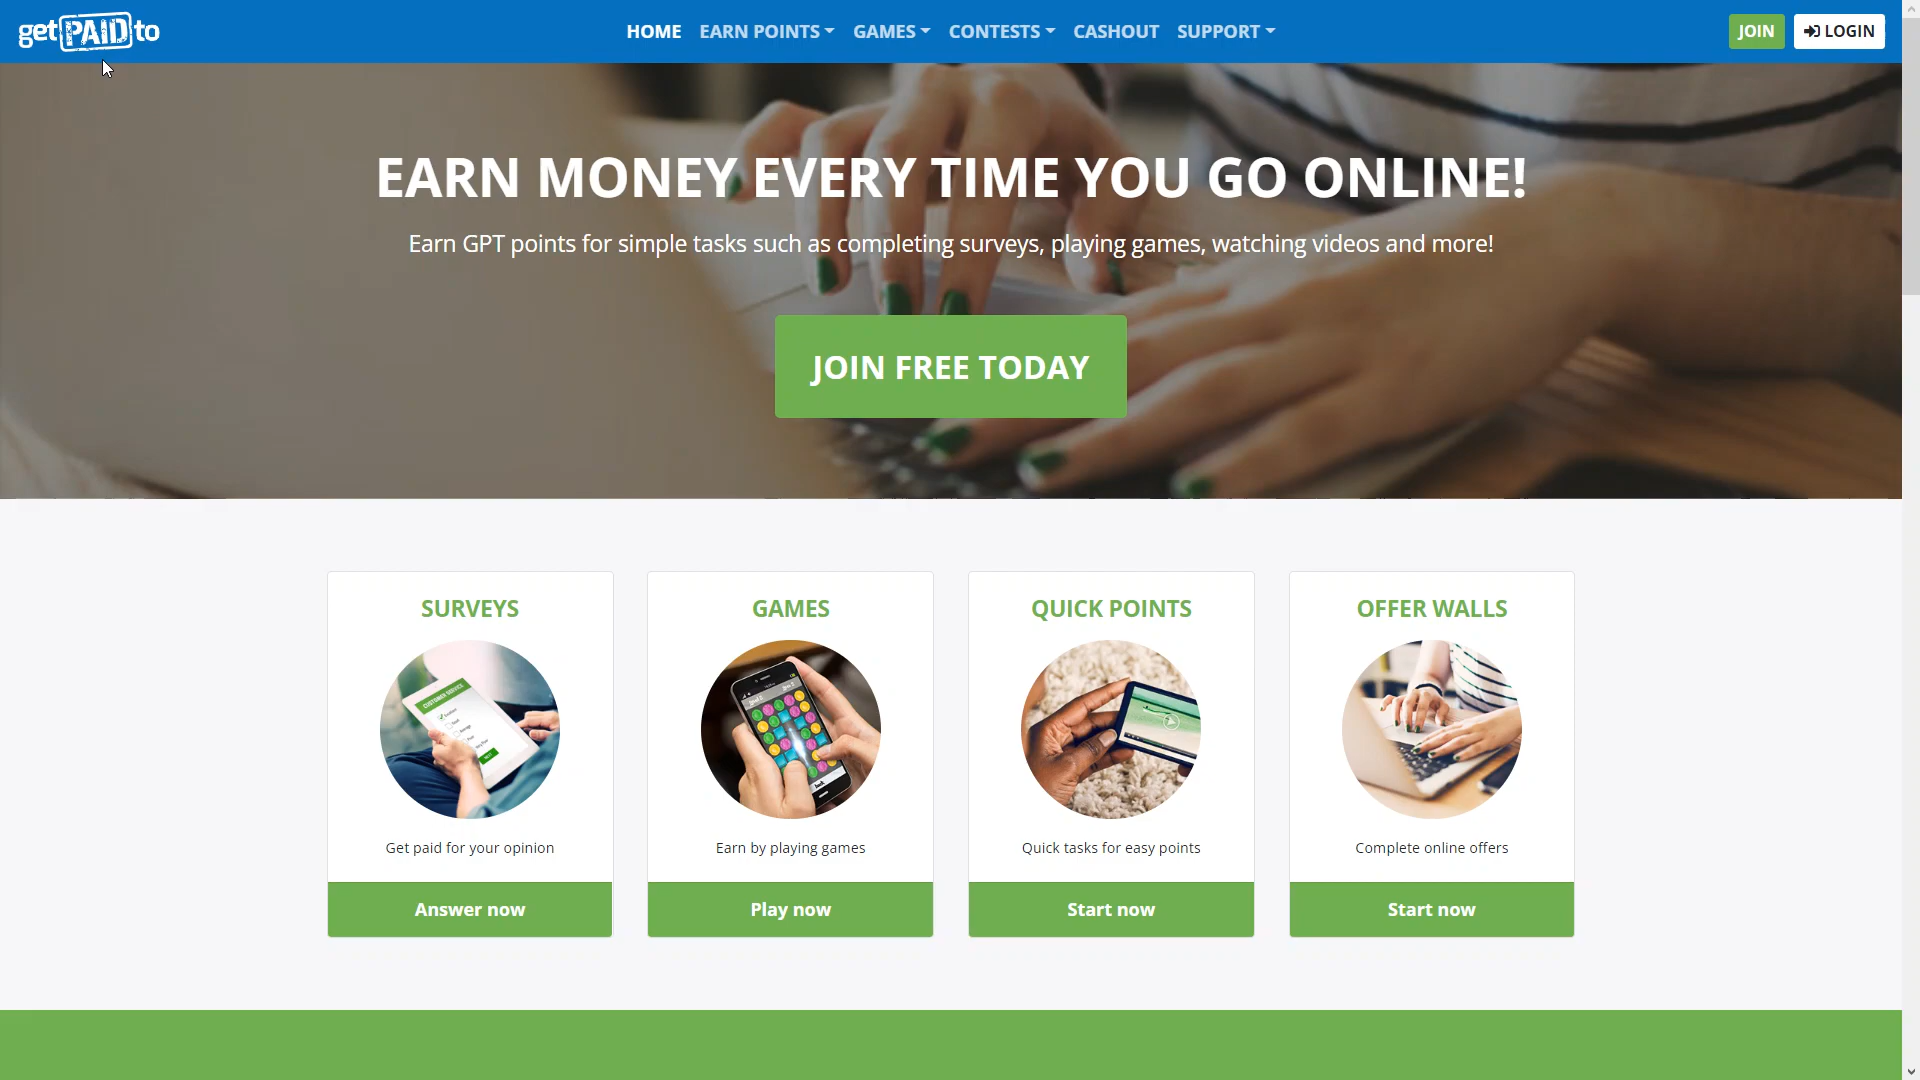 getPAIDto
HOME EARN POINTS GAMES CONTESTS CASHOUT SUPPORT
JOIN LOGIN
EARN MONEY EVERY TIME YOU GO ONLINE!
Earn GPT points for simple tasks such as completing surveys, playing games, watching videos and more!
JOIN FREE TODAY
SURVEYS
CUSTOMER SERVICE
Get paid for your opinion
Answer now
GAMES
Earn by playing games
Play now
QUICK POINTS
Quick tasks for easy points
Start now
OFFER WALLS
Complete online offers
Start now